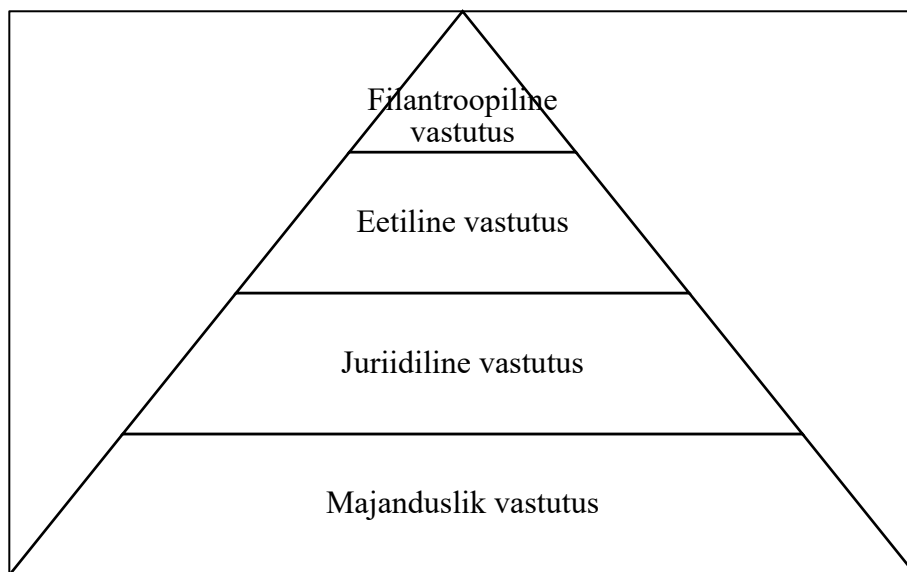 Filantroopiline
vastutus
Eetiline vastutus
Juriidiline vastutus
Majanduslik vastutus